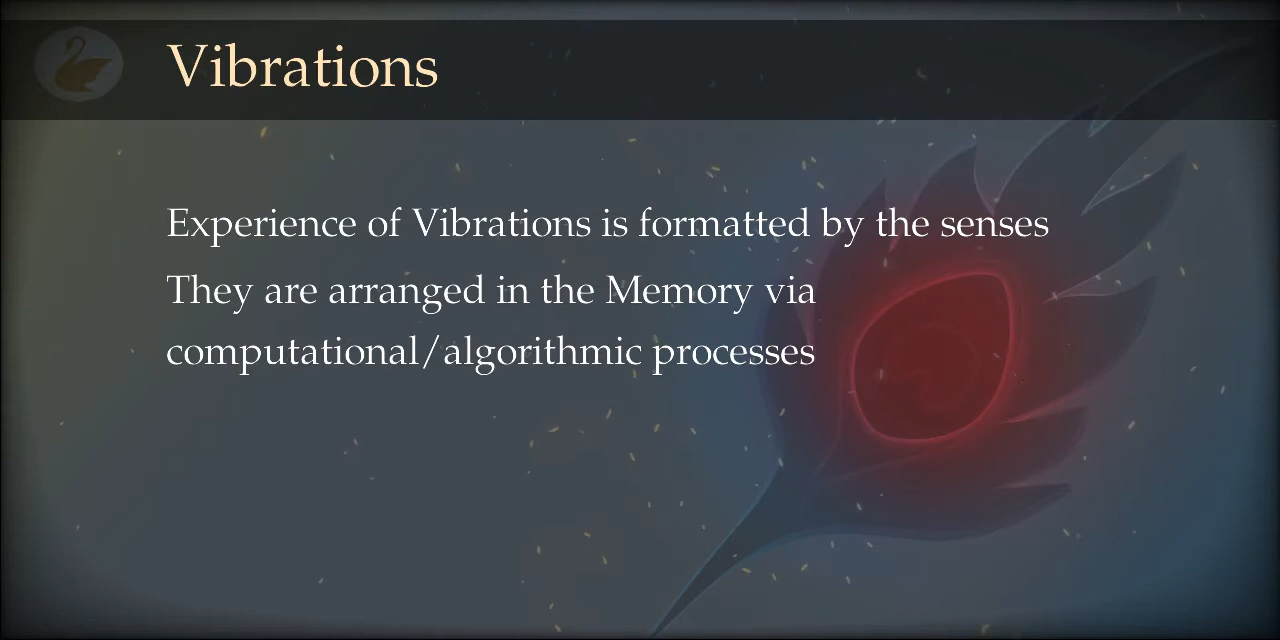 Vibrations
Experience of Vibrations is formatted by the senses
They are arranged in the Memory via
computational/algorithmic processes